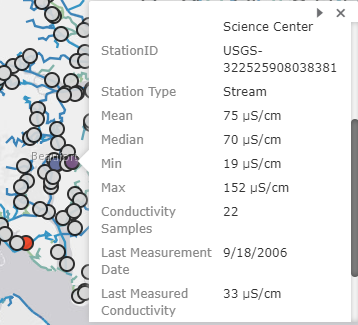 Science Center
StationID USGS-
322525908038381
Station Type Stream
Mean 75 µS/cm
Median 70 µS/cm
Min 19 µS/cm
Max 152 µS/cm
Conductivity 22
Samples
Last Measurement 9/18/2006
Date
Last Measured 33 µS/cm
Conductivity